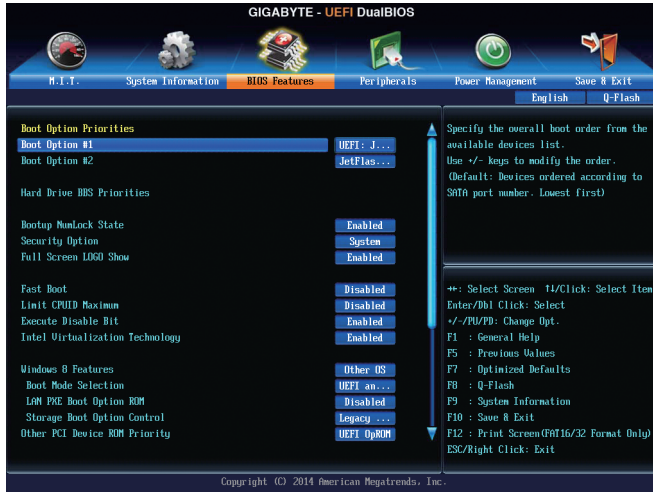 GIGABYTE - UEFI DualBIOS
M.I.T.
System Information
BIOS Features
Peripherals
Power Management
Save & Exit
English
Q-Flash
Boot Option Priorities
Boot Option #1 UEFI: J...
Boot Option #2 JetFlas...
Hard Drive BBS Priorities
Bootup NumLock State Enabled
Security Option System
Full Screen LOGO Show Enabled
Fast Boot Disabled
Limit CPUID Maximum Disabled
Execute Disable Bit Enabled
Intel Virtualization Technology Enabled
Windows 8 Features Other OS
Boot Mode Selection UEFI an...
LAN PXE Boot Option ROM Disabled
Storage Boot Option Control Legacy ...
Other PCI Device ROM Priority UEFI OpROM
Specify the overall boot order from the
available devices list.
Use +/- keys to modify the order.
(Default: Devices ordered according to
SATA port number. Lowest first)
↔: Select Screen ↑↓/Click: Select Item
Enter/Dbl Click: Select
+/-/PU/PD: Change Opt.
F1 : General Help
F5 : Previous Values
F7 : Optimized Defaults
F8 : Q-Flash
F9 : System Information
F10 : Save & Exit
F12 : Print Screen(FAT16/32 Format Only)
ESC/Right Click: Exit
Copyright (C) 2014 American Megatrends, Inc.